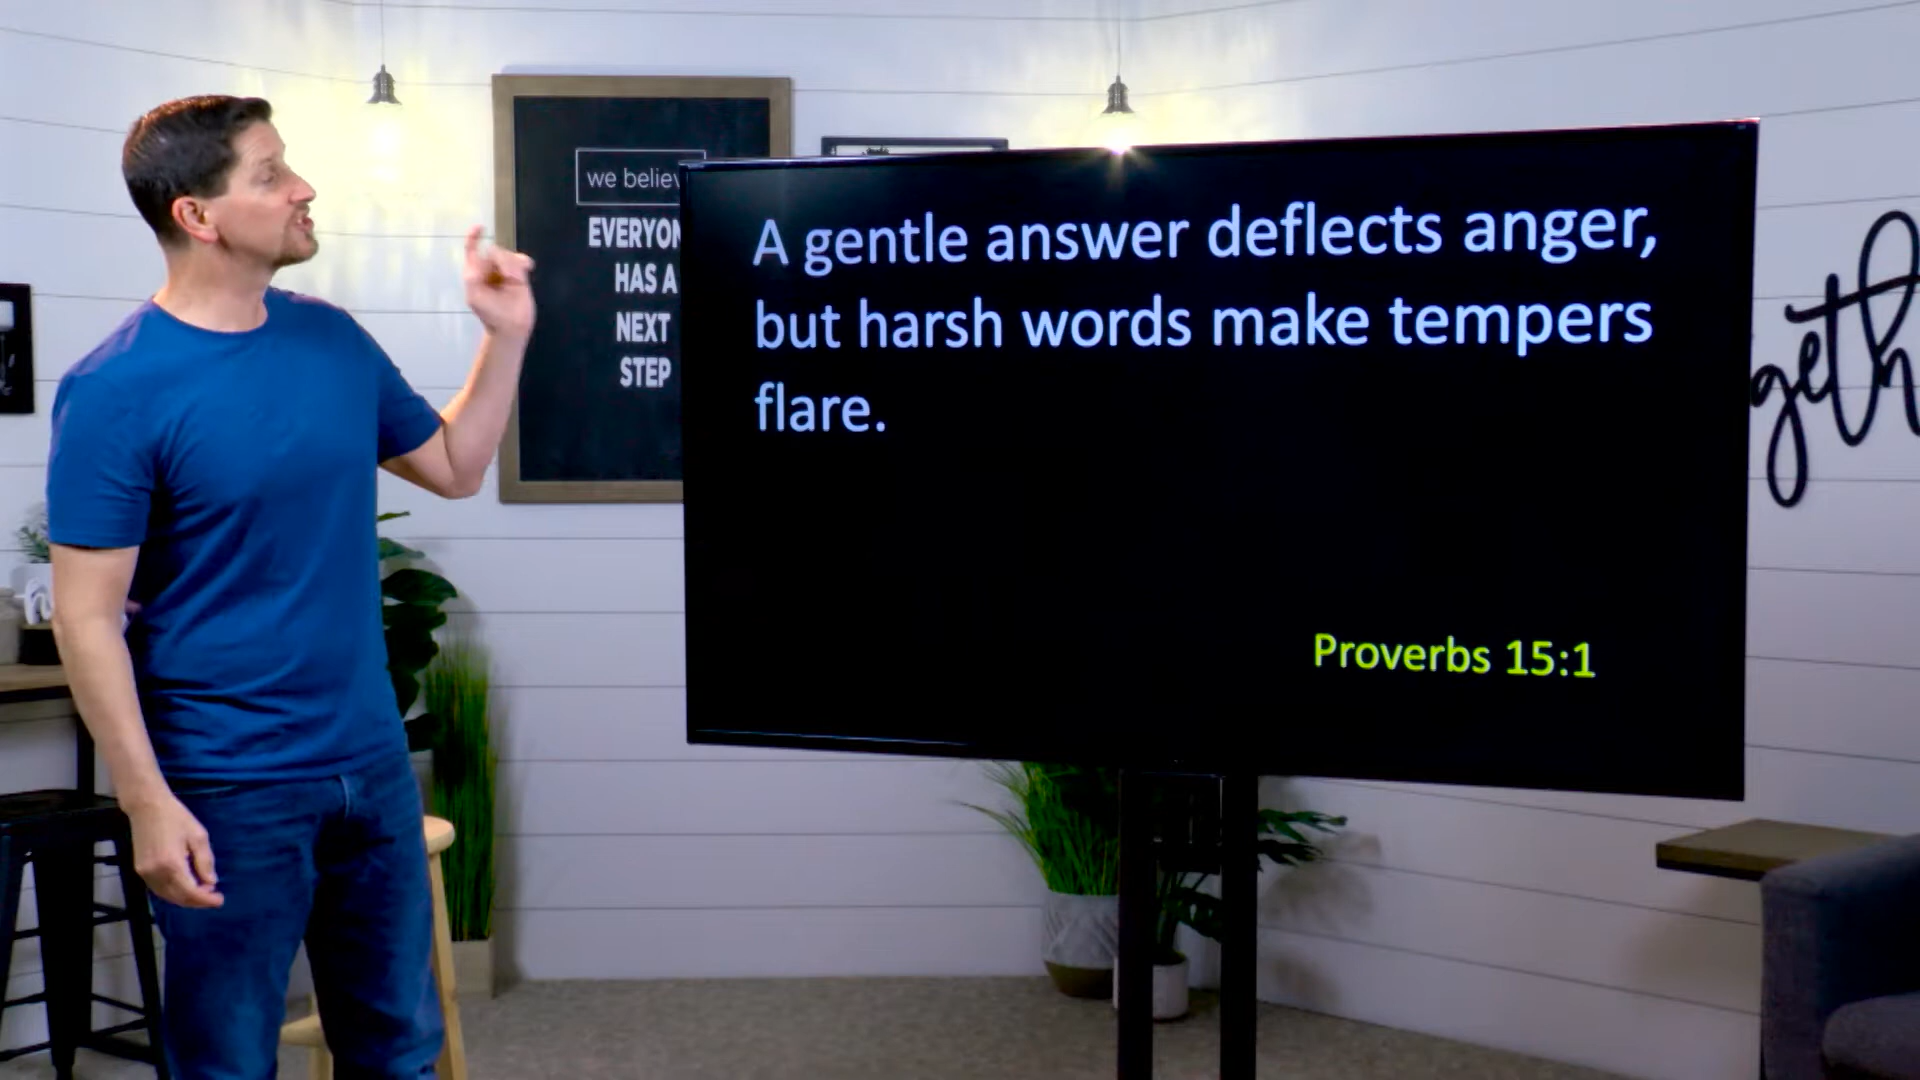 we believ
EVERYON
HAS A
NEXT
STEP
A gentle answer deflects anger,
but harsh words make tempers
flare.
Proverbs 15:1
geth